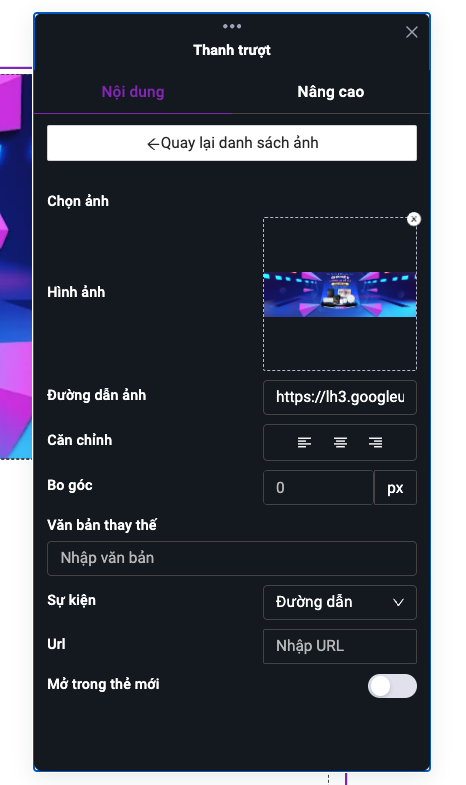 Thanh trượt
Nội dung
Nâng cao
←Quay lại danh sách ảnh
Chọn ảnh
Hình ảnh
Đường dẫn ảnh
https://lh3.googleu
Căn chỉnh
Bo góc
0
px
Văn bản thay thế
Nhập văn bản
Sự kiện
Đường dẫn
Url
Nhập URL
Mở trong thẻ mới